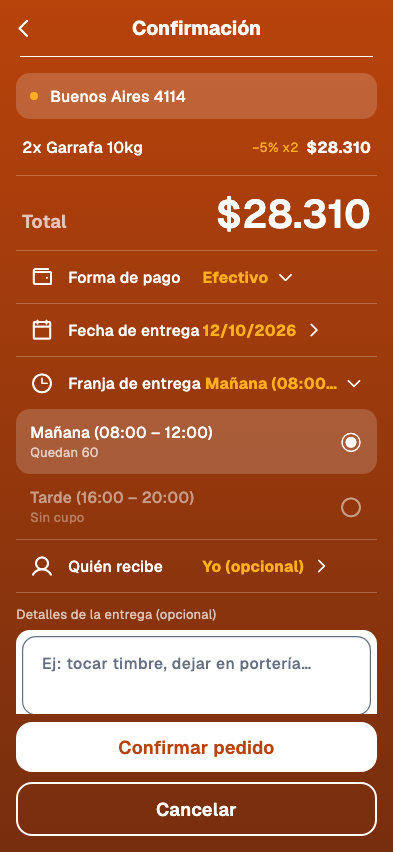 Confirmación
Buenos Aires 4114
2x Garrafa 10kg −5% x2 $28.310
Total $28.310
Forma de pago Efectivo
Fecha de entrega 12/10/2026
Franja de entrega Mañana (08:00...
Mañana (08:00 – 12:00)
Quedan 60
Tarde (16:00 – 20:00)
Sin cupo
Quién recibe Yo (opcional)
Detalles de la entrega (opcional)
Ej: tocar timbre, dejar en portería…
Confirmar pedido
Cancelar